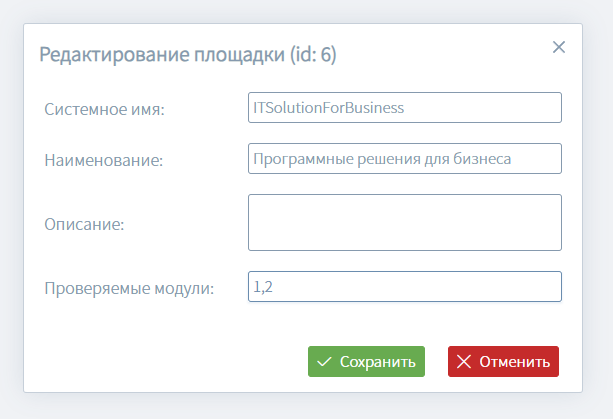 Редактирование площадки (id: 6)
Системное имя: ITSolutionForBusiness
Наименование: Программные решения для бизнеса
Описание:
Проверяемые модули: 1,2
Сохранить Отменить